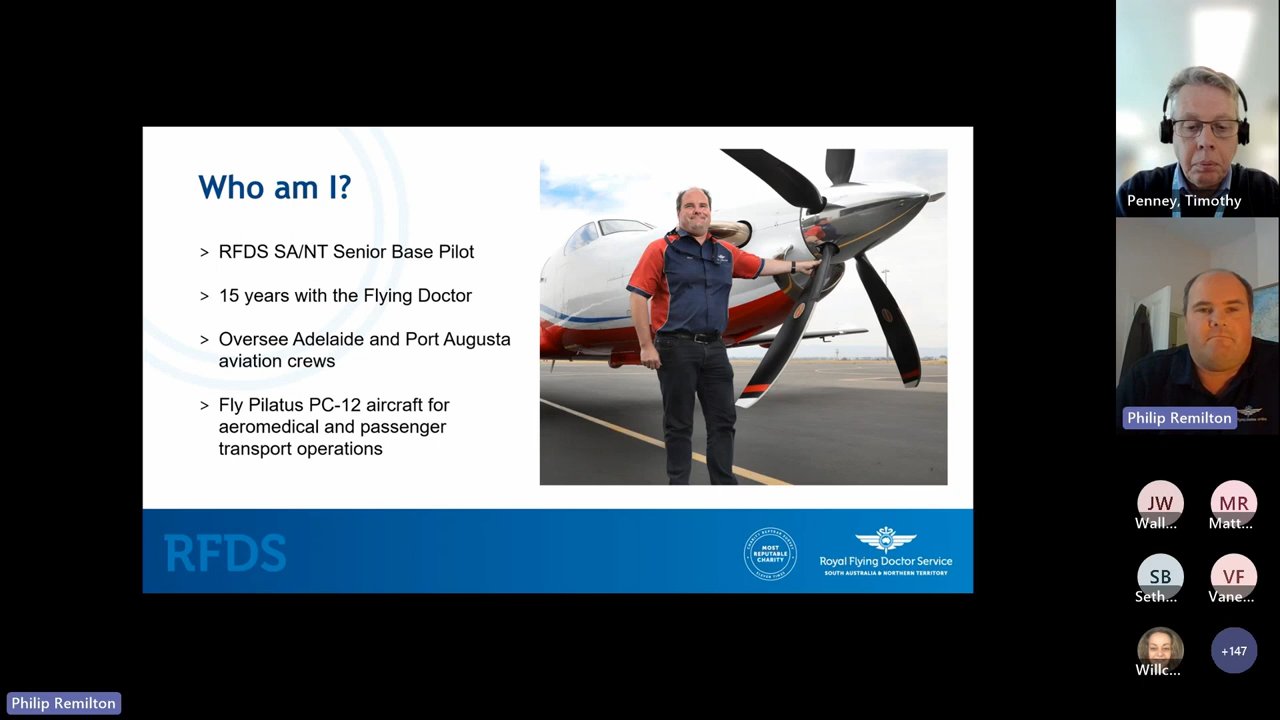 Who am I?
> RFDS SA/NT Senior Base Pilot
> 15 years with the Flying Doctor
> Oversee Adelaide and Port Augusta
aviation crews
> Fly Pilatus PC-12 aircraft for
aeromedical and passenger
transport operations
RFDS
MOST
REPUTABLE
CHARITY
Royal Flying Doctor Service
SOUTH AUSTRALIA & NORTHERN TERRITORY
Penney, Timothy
Philip Remilton
JW
Wall...
MR
Matt...
SB
Seth...
VF
Vane...
Willc...
+147
Philip Remilton